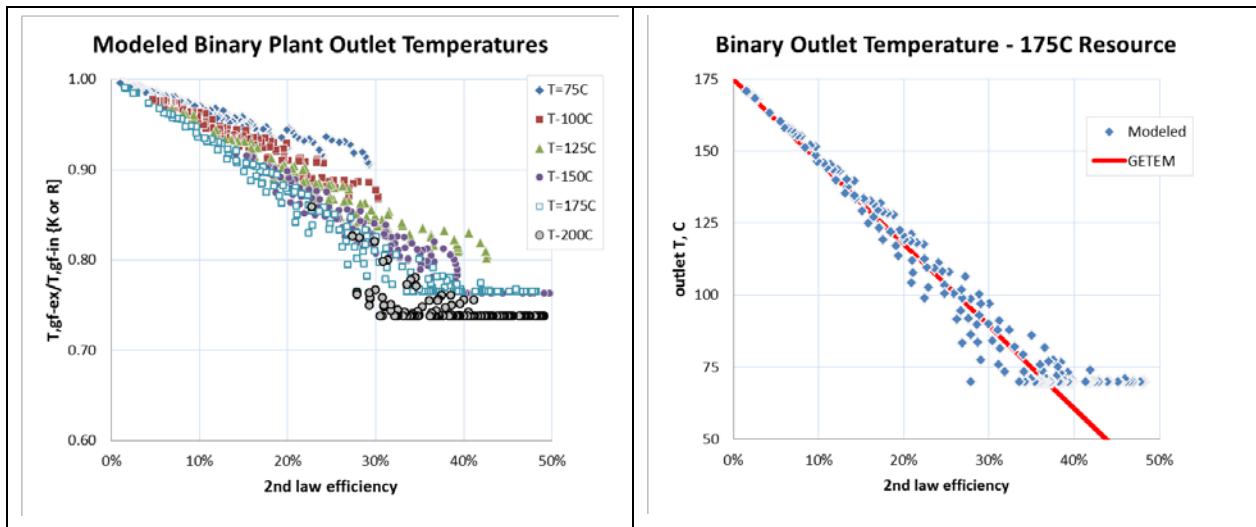 Modeled Binary Plant Outlet Temperatures
1.00
0.90
0.80
0.70
0.60
T,gf-ex/T,gf-in {K or R]
0%
10%
20%
30%
40%
50%
2nd law efficiency
T=75C
T-100C
T=125C
T-150C
T=175C
T-200C
Binary Outlet Temperature - 175C Resource
175
150
125
100
75
50
outlet T, C
0%
10%
20%
30%
40%
50%
2nd law efficiency
Modeled
GETEM